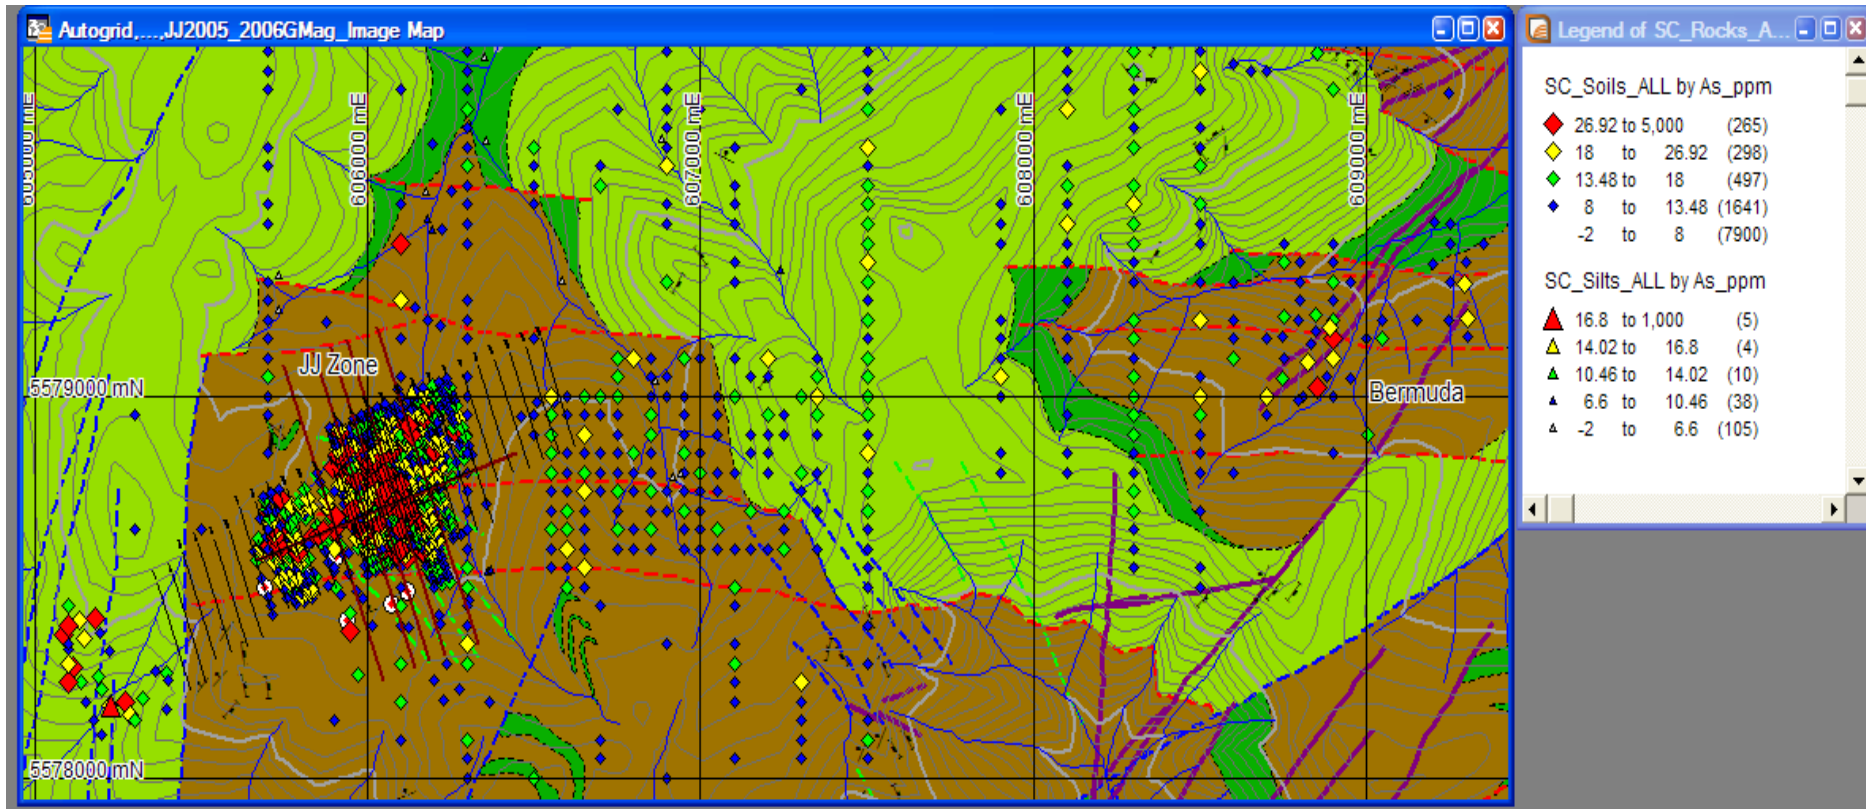 Autogrid,...,JJ2005_2006GMag_Image Map
Legend of SC_Rocks_A...
605000 mE
606000 mE
607000 mE
608000 mE
609000 mE
JJ Zone
5579000 mN
Bermuda
5578000 mN
SC_Soils_ALL by As_ppm
26.92 to 5,000 (265)
18 to 26.92 (298)
13.48 to 18 (497)
8 to 13.48 (1641)
-2 to 8 (7900)
SC_Silts_ALL by As_ppm
16.8 to 1,000 (5)
14.02 to 16.8 (4)
10.46 to 14.02 (10)
6.6 to 10.46 (38)
-2 to 6.6 (105)